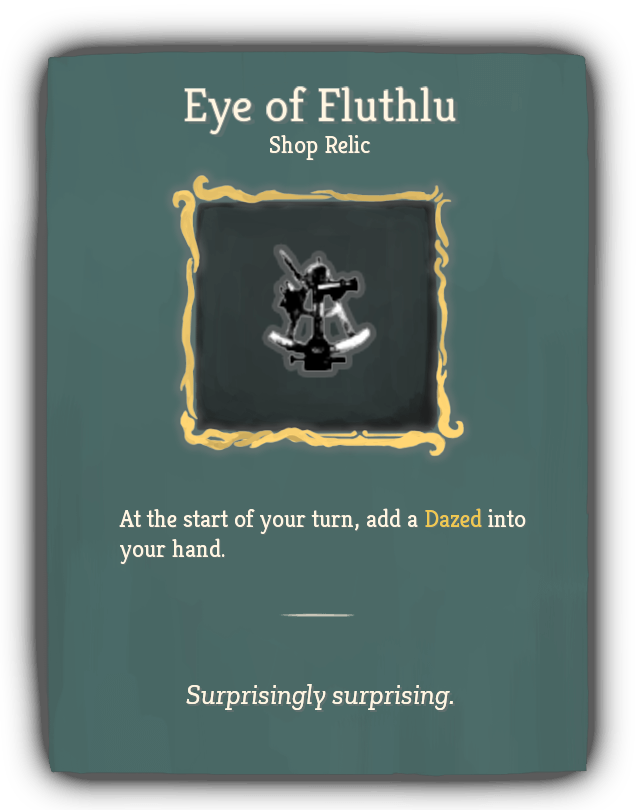 Eye of Fluthlu
Shop Relic
At the start of your turn, add a Dazed into
your hand.
Surprisingly surprising.